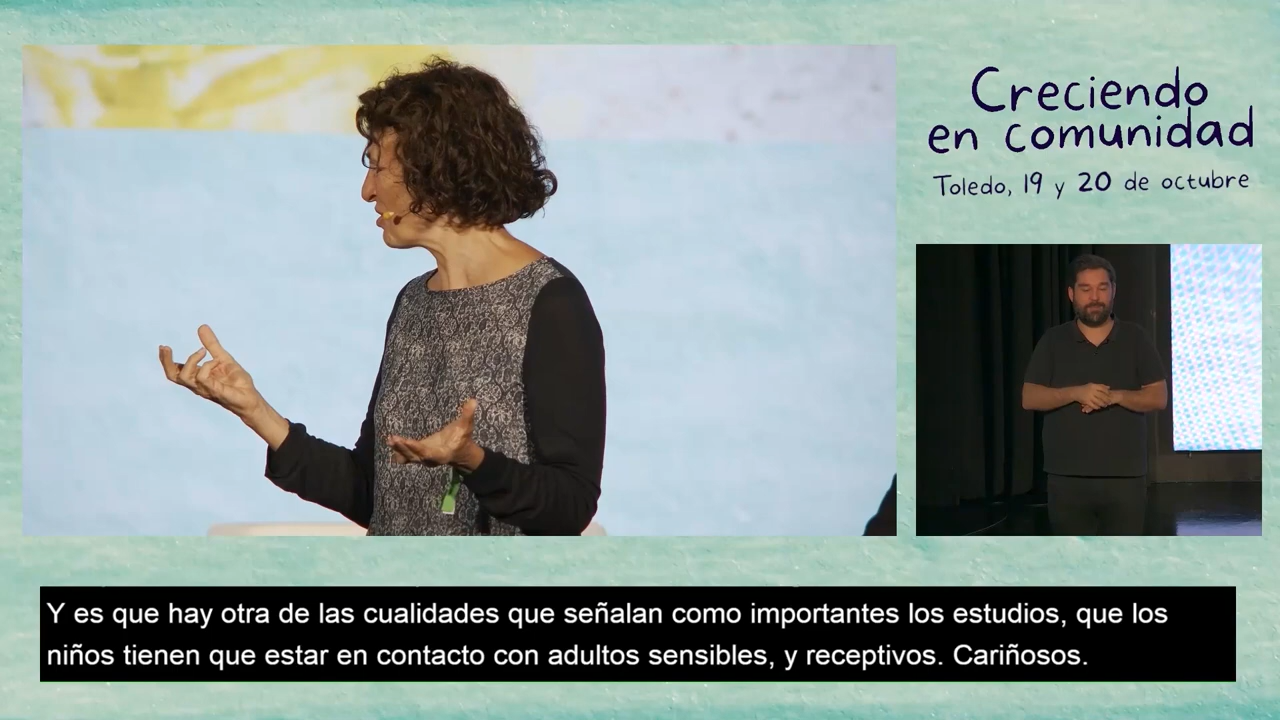 Creciendo
en comunidad
Toledo, 19 y 20 de octubre
Y es que hay otra de las cualidades que señalan como importantes los estudios, que los
niños tienen que estar en contacto con adultos sensibles, y receptivos. Cariñosos.